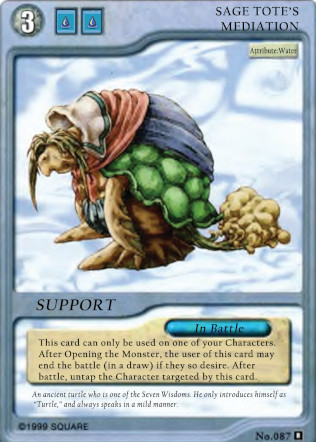 3
SAGE TOTE'S
MEDIATION
Attribute:Water
SUPPORT
In Battle
This card can only be used on one of your Characters.
After Opening the Monster, the user of this card may
end the battle (in a draw) if they so desire. After
battle, untap the Character targeted by this card.
An ancient turtle who is one of the Seven Wisdoms. He only introduces himself as
"Turtle," and always speaks in a mild manner.
©1999 SQUARE
No.087